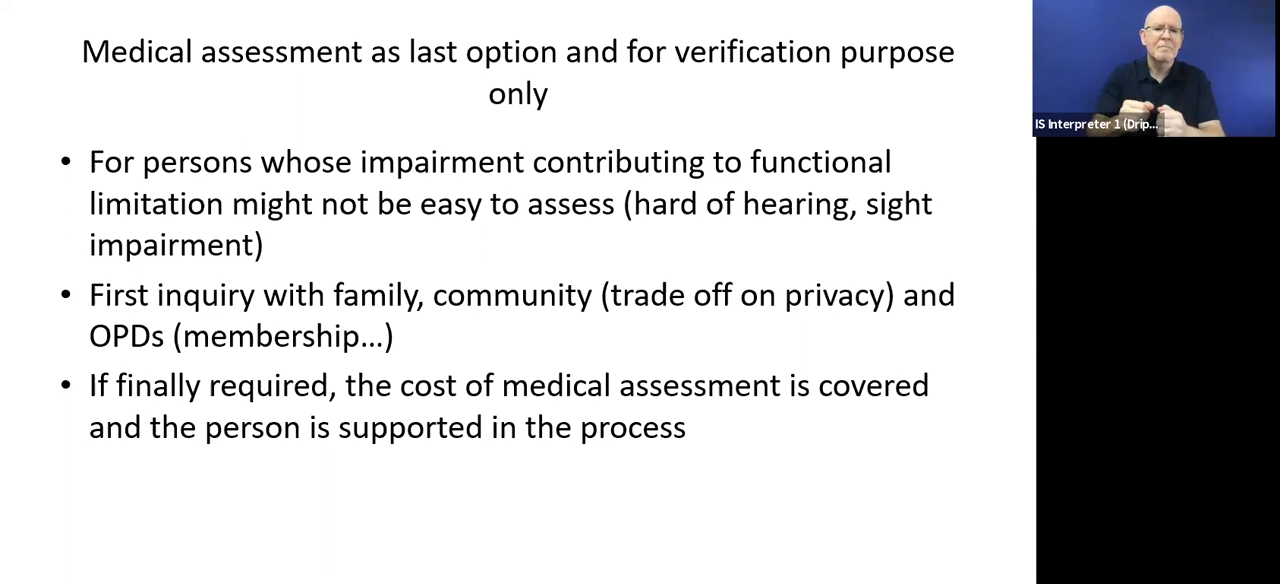 Medical assessment as last option and for verification purpose
only
• For persons whose impairment contributing to functional
limitation might not be easy to assess (hard of hearing, sight
impairment)
• First inquiry with family, community (trade off on privacy) and
OPDs (membership…)
• If finally required, the cost of medical assessment is covered
and the person is supported in the process
IS Interpreter 1 (Drip...